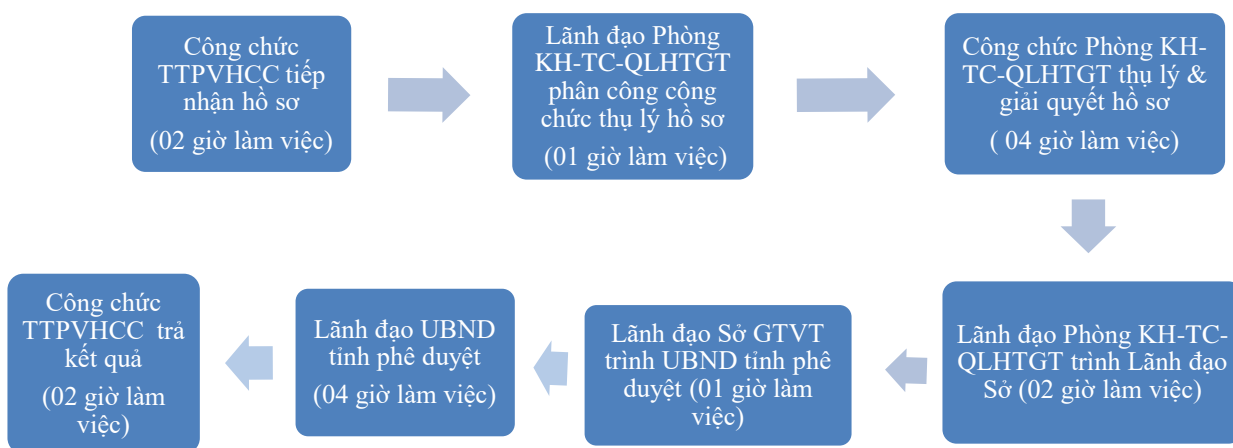 Công chức
TTPVHCC tiếp
nhận hồ sơ
(02 giờ làm việc)
Lãnh đạo Phòng
KH-TC-QLHTGT
phân công công
chức thụ lý hồ sơ
(01 giờ làm việc)
Công chức Phòng KH-
TC-QLHTGT thụ lý &
giải quyết hồ sơ
( 04 giờ làm việc)
Lãnh đạo Phòng KH-TC-
QLHTGT trình Lãnh đạo
Sở (02 giờ làm việc)
Lãnh đạo Sở GTVT
trình UBND tỉnh phê
duyệt (01 giờ làm
việc)
Lãnh đạo UBND
tỉnh phê duyệt
(04 giờ làm việc)
Công chức
TTPVHCC trả
kết quả
(02 giờ làm
việc)